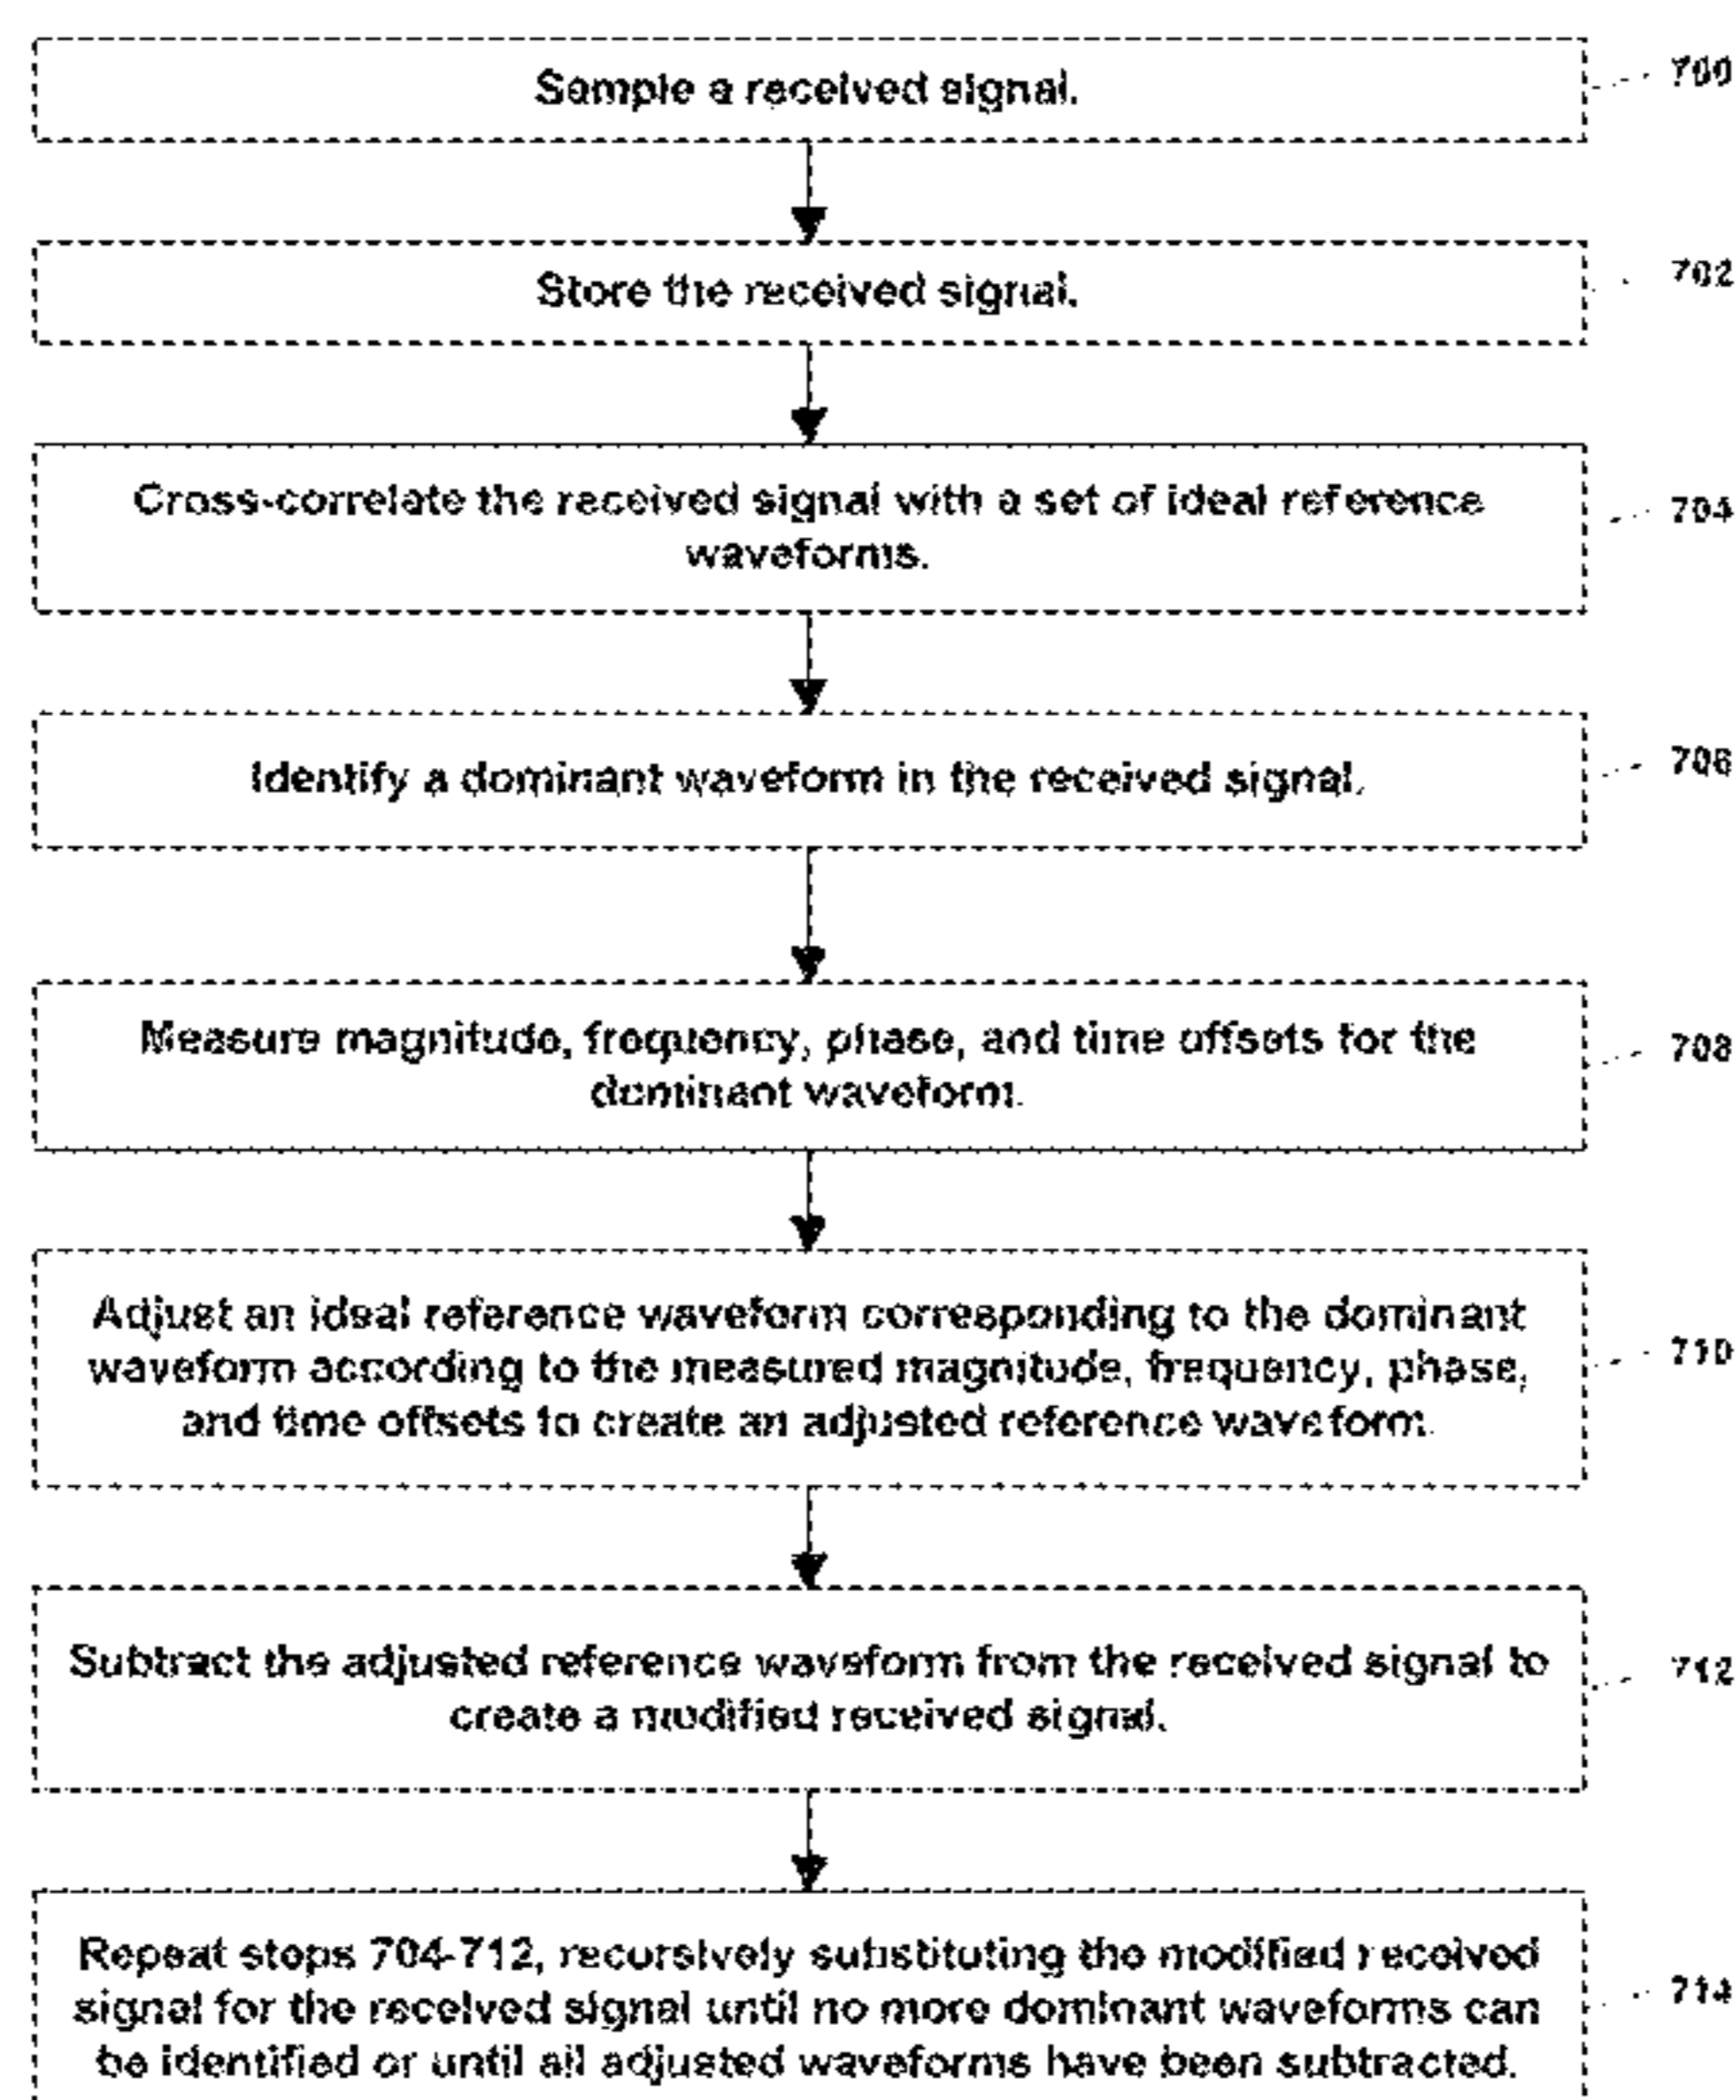 Sample a received signal.
700
Store the received signal.
702
Cross-correlate the received signal with a set of ideal reference
waveforms.
704
Identify a dominant waveform in the received signal.
706
Measure magnitude, frequency, phase, and time offsets for the
dominant waveform.
708
Adjust an ideal reference waveform corresponding to the dominant
waveform according to the measured magnitude, frequency, phase,
and time offsets to create an adjusted reference waveform.
710
Subtract the adjusted reference waveform from the received signal to
create a modified received signal.
712
Repeat steps 704-712, recursively substituting the modified received
signal for the received signal until no more dominant waveforms can
be identified or until all adjusted waveforms have been subtracted.
714